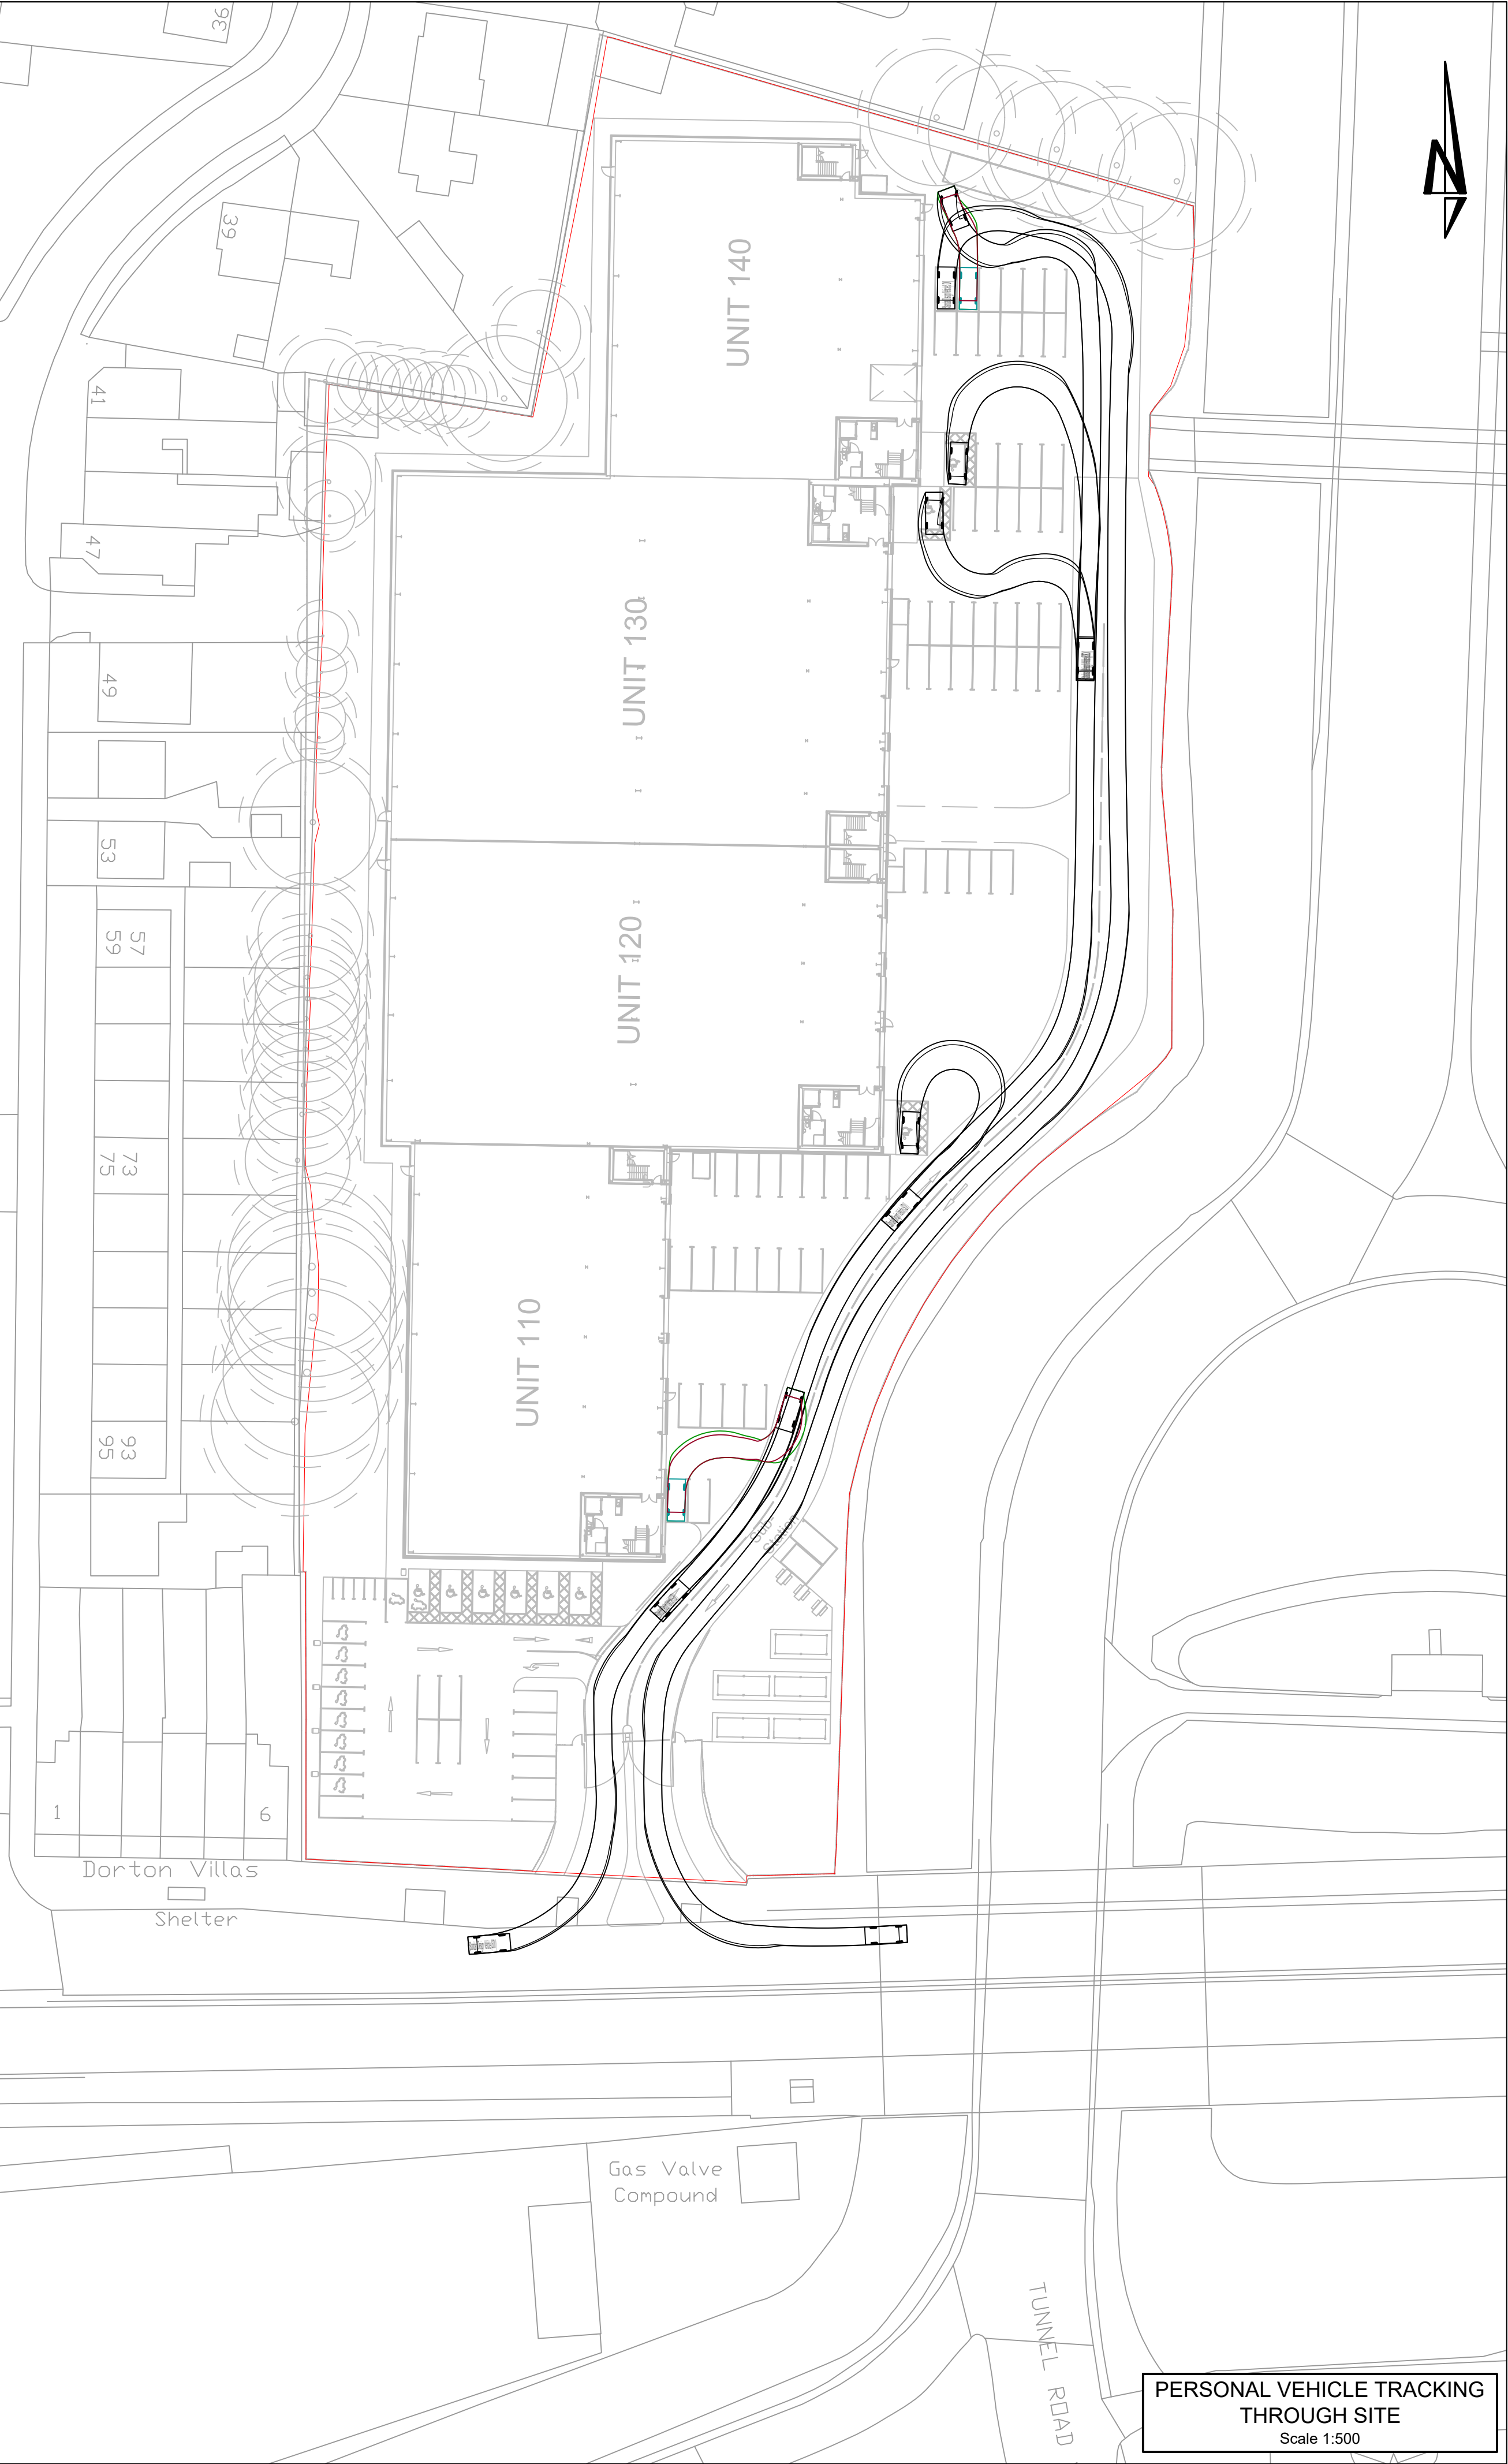 36
N
39
UNIT 140
41
47
UNIT 130
49
53
UNIT 120
57
59
73
75
UNIT 110
93
95
Sub
Station
1
6
Dorton Villas
Shelter
Gas Valve
Compound
TUNNEL ROAD
PERSONAL VEHICLE TRACKING
THROUGH SITE
Scale 1:500